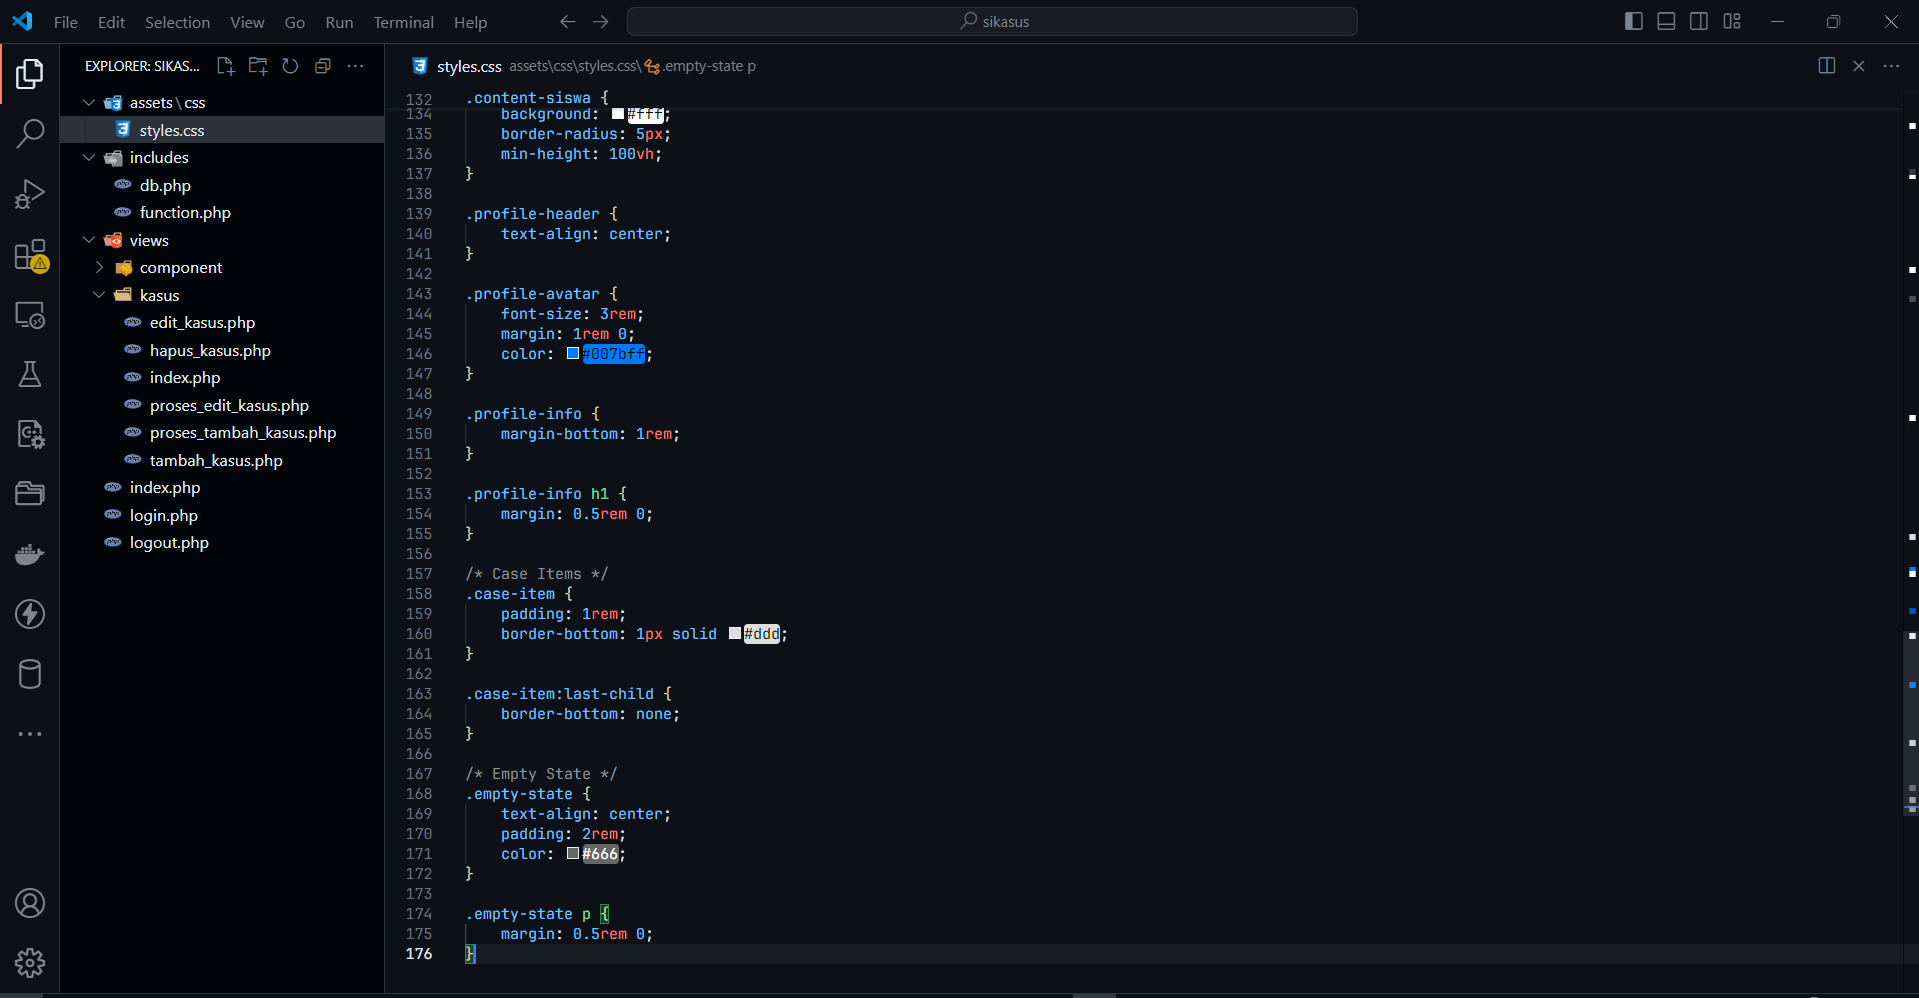 File Edit Selection View Go Run Terminal Help
sikasus
EXPLORER: SIKAS...
assets\css
styles.css
includes
db.php
function.php
views
component
kasus
edit_kasus.php
hapus_kasus.php
index.php
proses_edit_kasus.php
proses_tambah_kasus.php
tambah_kasus.php
index.php
login.php
logout.php
styles.css assets\css\styles.css\ .empty-state p
132 .content-siswa {
134 background: #fff;
135 border-radius: 5px;
136 min-height: 100vh;
137 }
138
139 .profile-header {
140 text-align: center;
141 }
142
143 .profile-avatar {
144 font-size: 3rem;
145 margin: 1rem 0;
146 color: #007bff;
147 }
148
149 .profile-info {
150 margin-bottom: 1rem;
151 }
152
153 .profile-info h1 {
154 margin: 0.5rem 0;
155 }
156
157 /* Case Items */
158 .case-item {
159 padding: 1rem;
160 border-bottom: 1px solid #ddd;
161 }
162
163 .case-item:last-child {
164 border-bottom: none;
165 }
166
167 /* Empty State */
168 .empty-state {
169 text-align: center;
170 padding: 2rem;
171 color: #666;
172 }
173
174 .empty-state p {
175 margin: 0.5rem 0;
176 }